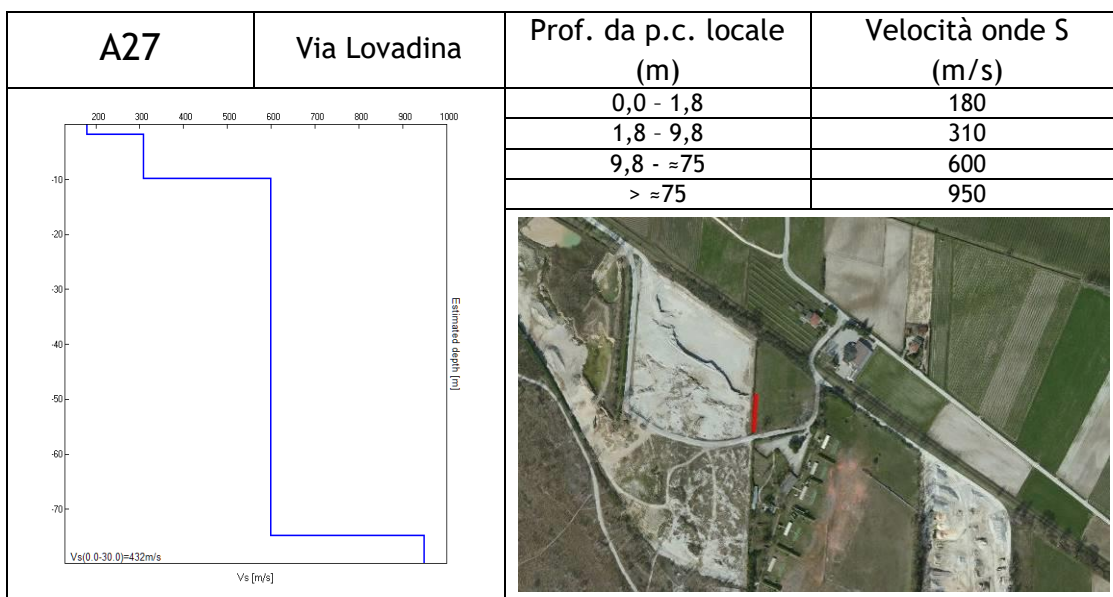 A27
Via Lovadina
Prof. da p.c. locale
(m)
Velocità onde S
(m/s)
0,0 – 1,8 180
1,8 – 9,8 310
9,8 - ≈75 600
> ≈75 950
200 300 400 500 600 700 800 900 1000
-10
-20
-30
-40
-50
-60
-70
Estimated depth [m]
Vs(0.0-30.0)=432m/s
Vs [m/s]